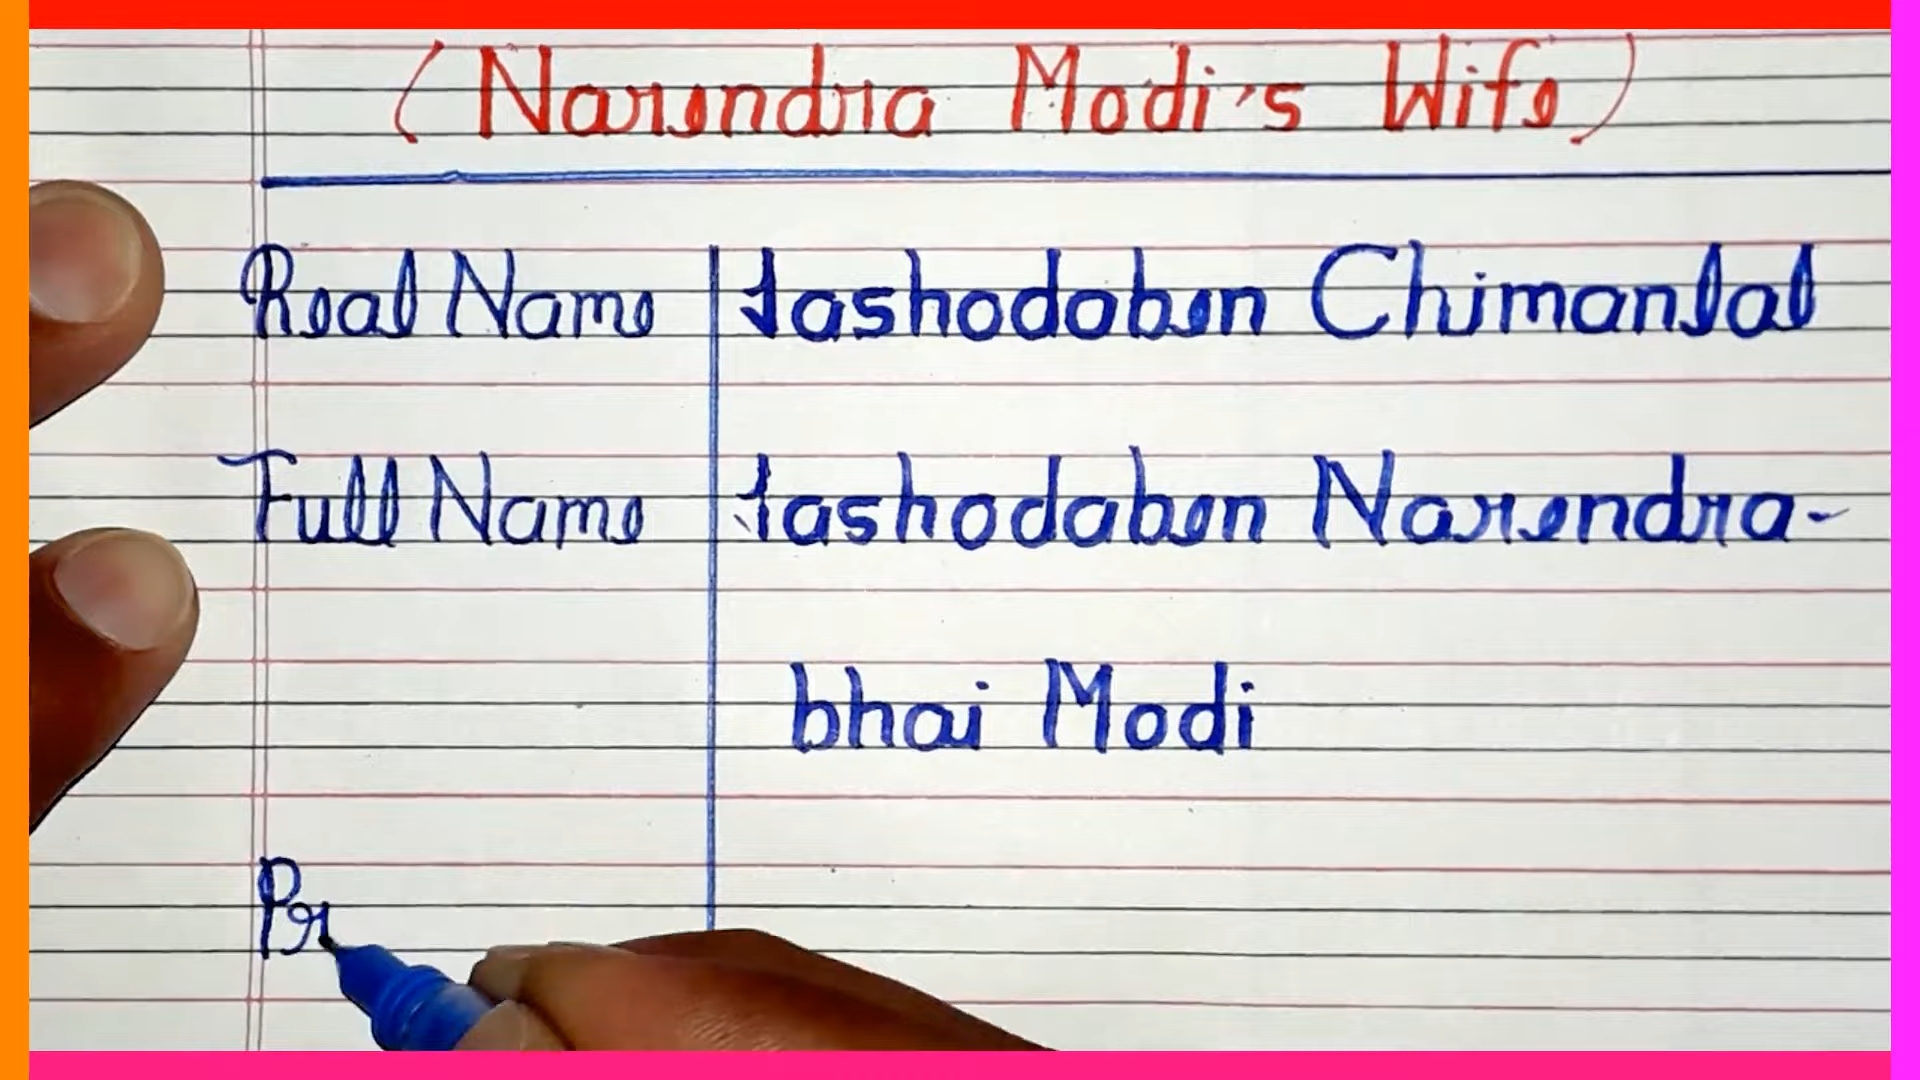 (Narendra Modi's Wife)
Real Name Jashodaben Chimanlal
Full Name Jashodaben Narendra-
bhai Modi
Pr